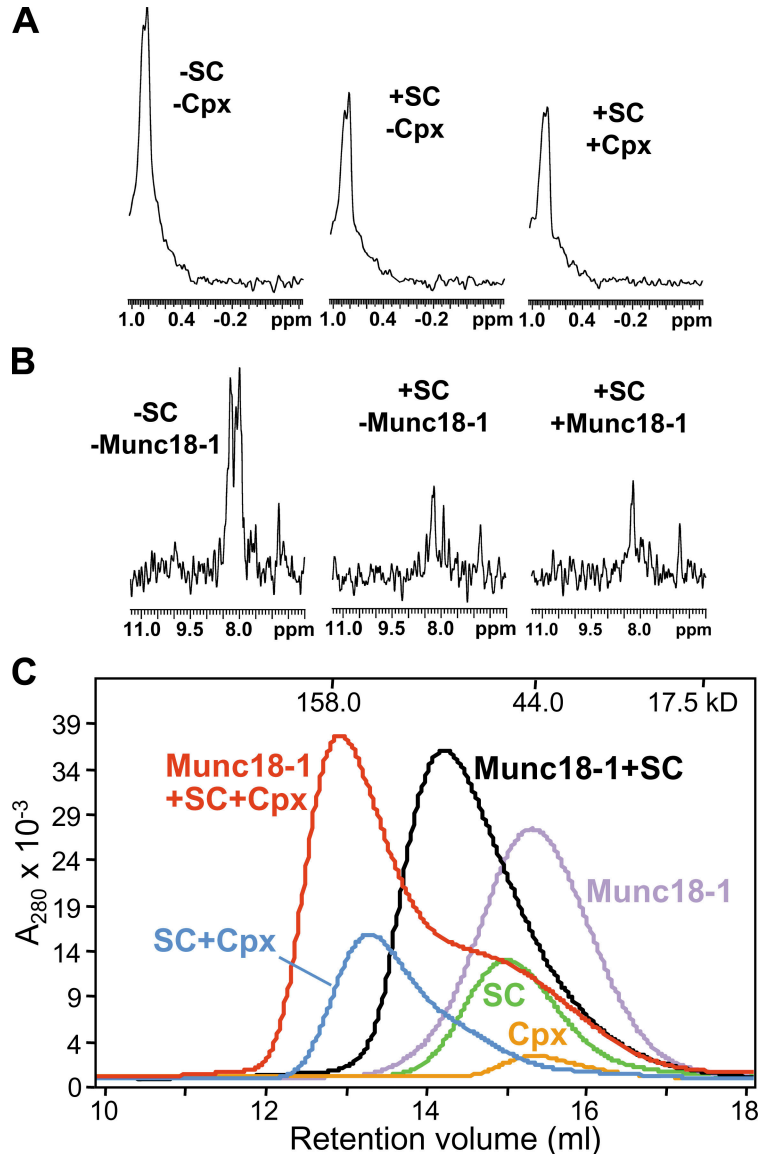 A
-SC
-Cpx
+SC
-Cpx
+SC
+Cpx
1.0 0.4 -0.2 ppm
1.0 0.4 -0.2 ppm
1.0 0.4 -0.2 ppm
B
-SC
-Munc18-1
+SC
-Munc18-1
+SC
+Munc18-1
11.0 9.5 8.0 ppm
11.0 9.5 8.0 ppm
11.0 9.5 8.0 ppm
C
158.0 44.0 17.5 kD
39
34
29
24
19
14
9
4
0
A280 x 10-3
Munc18-1
+SC+Cpx
Munc18-1+SC
Munc18-1
SC+Cpx
SC
Cpx
10 12 14 16 18
Retention volume (ml)